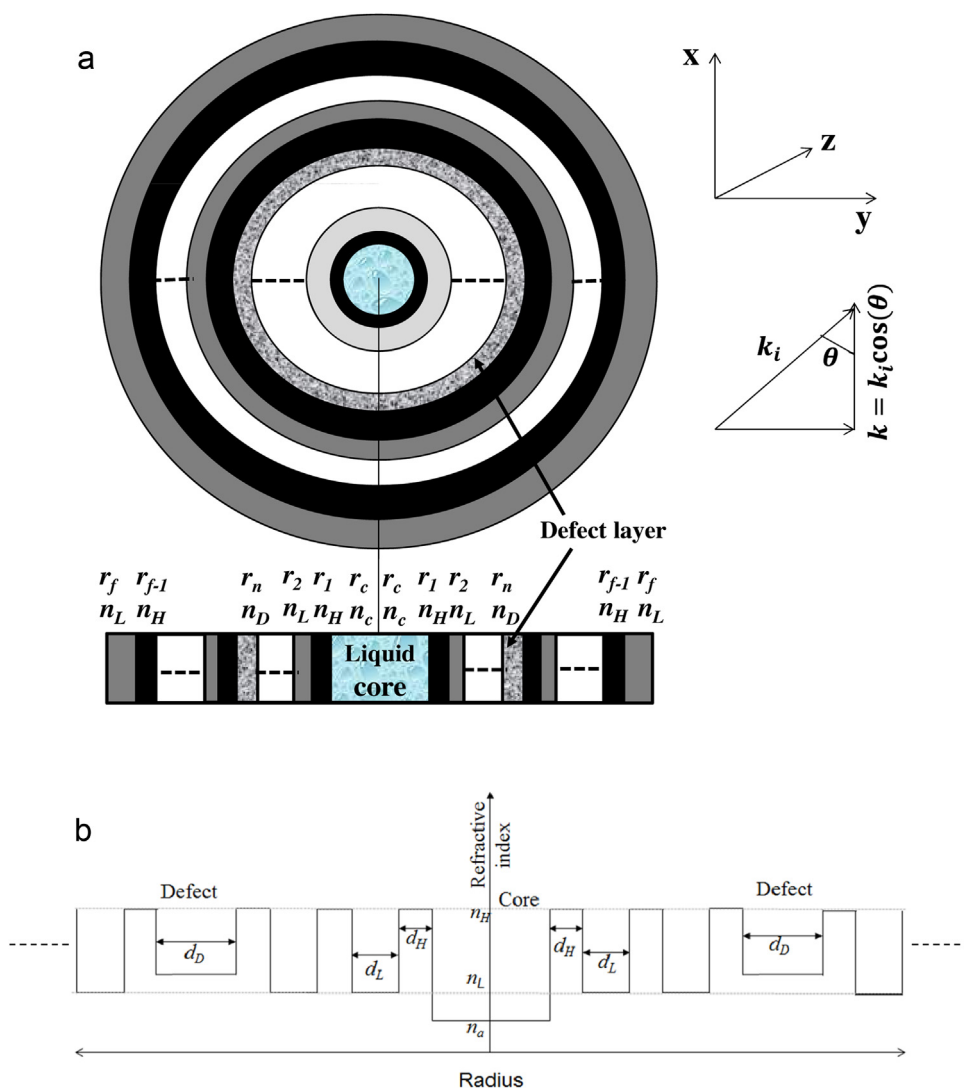 a
x
z
y
k_i
θ
k = k_i cos(θ)
Defect layer
r_f r_{f-1} r_n r_2 r_1 r_c r_c r_1 r_2 r_n r_{f-1} r_f
n_L n_H n_D n_L n_H n_c n_c n_H n_L n_D n_H n_L
Liquid
core
b
Refractive
index
Defect
Core
Defect
n_H
d_D
d_L
d_H
d_H
d_L
d_D
n_L
n_a
Radius